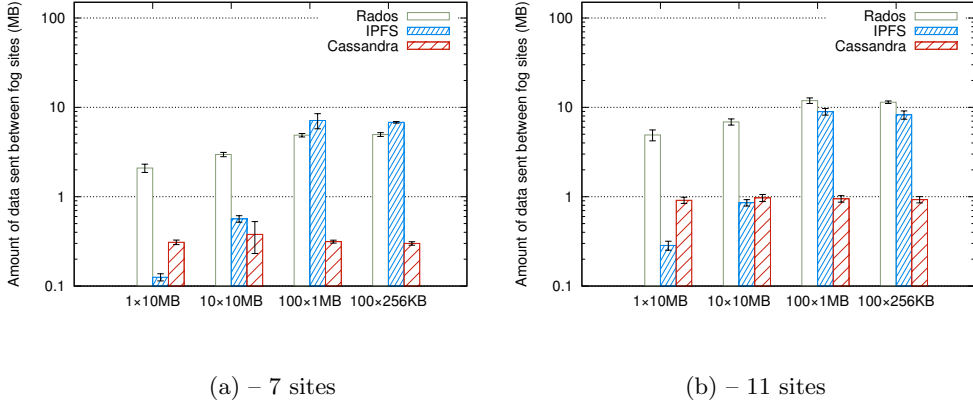 Amount of data sent between fog sites (MB)
100
10
1
0.1
Rados
IPFS
Cassandra
1×10MB 10×10MB 100×1MB 100×256KB
(a) – 7 sites
Amount of data sent between fog sites (MB)
100
10
1
0.1
Rados
IPFS
Cassandra
1×10MB 10×10MB 100×1MB 100×256KB
(b) – 11 sites